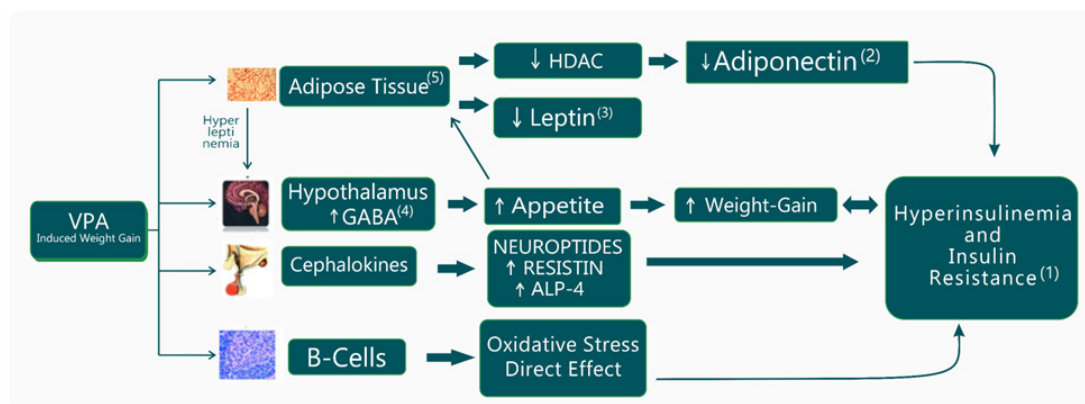 ↓ HDAC
↓ Adiponectin(2)
Adipose Tissue(5)
↓ Leptin(3)
Hyper
lepti
nemia
Hypothalamus
↑ GABA(4)
↑ Appetite
↑ Weight-Gain
VPA
Induced Weight Gain
Hyperinsulinemia
and
Insulin
Resistance(1)
Cephalokines
NEUROPTIDES
↑ RESISTIN
↑ ALP-4
B-Cells
Oxidative Stress
Direct Effect